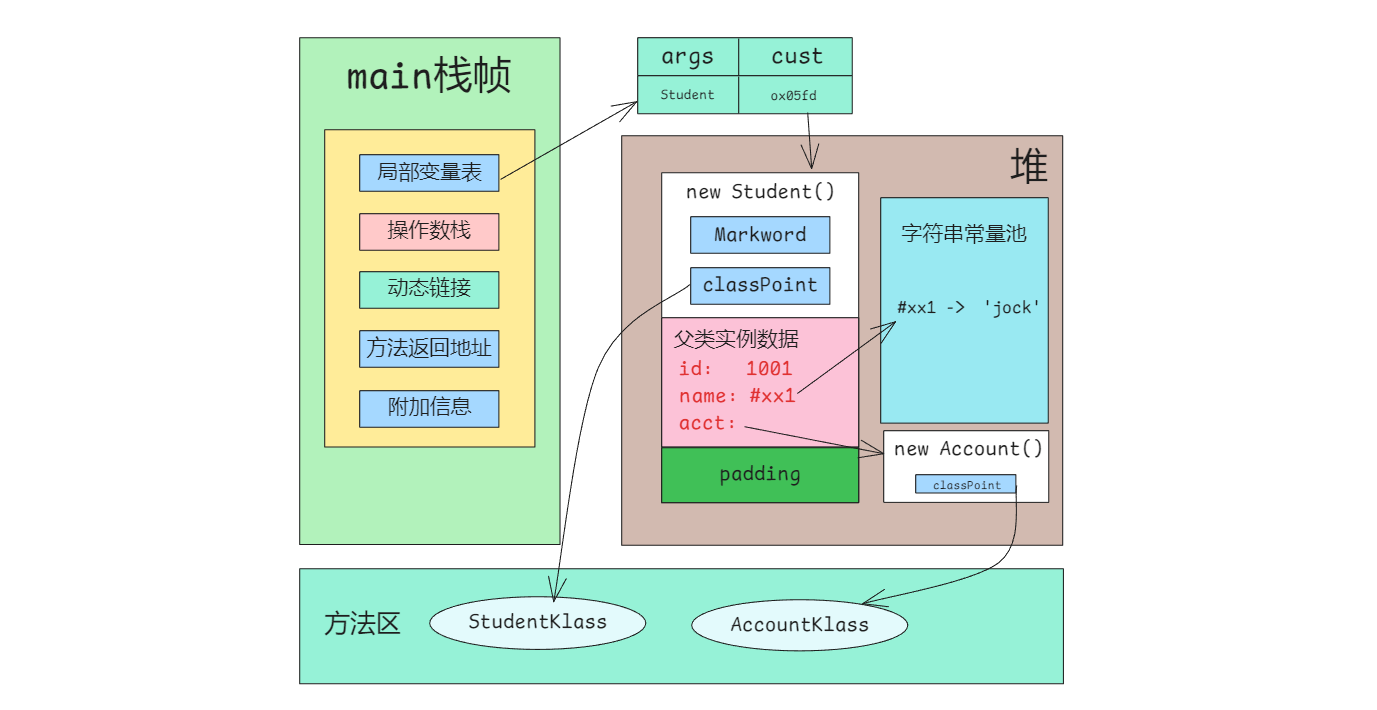 main栈帧
局部变量表
操作数栈
动态链接
方法返回地址
附加信息
args cust
Student ox05fd
堆
new Student()
Markword
classPoint
父类实例数据
id: 1001
name: #xx1
acct:
padding
字符串常量池
#xx1 -> 'jock'
new Account()
classPoint
方法区
StudentKlass
AccountKlass